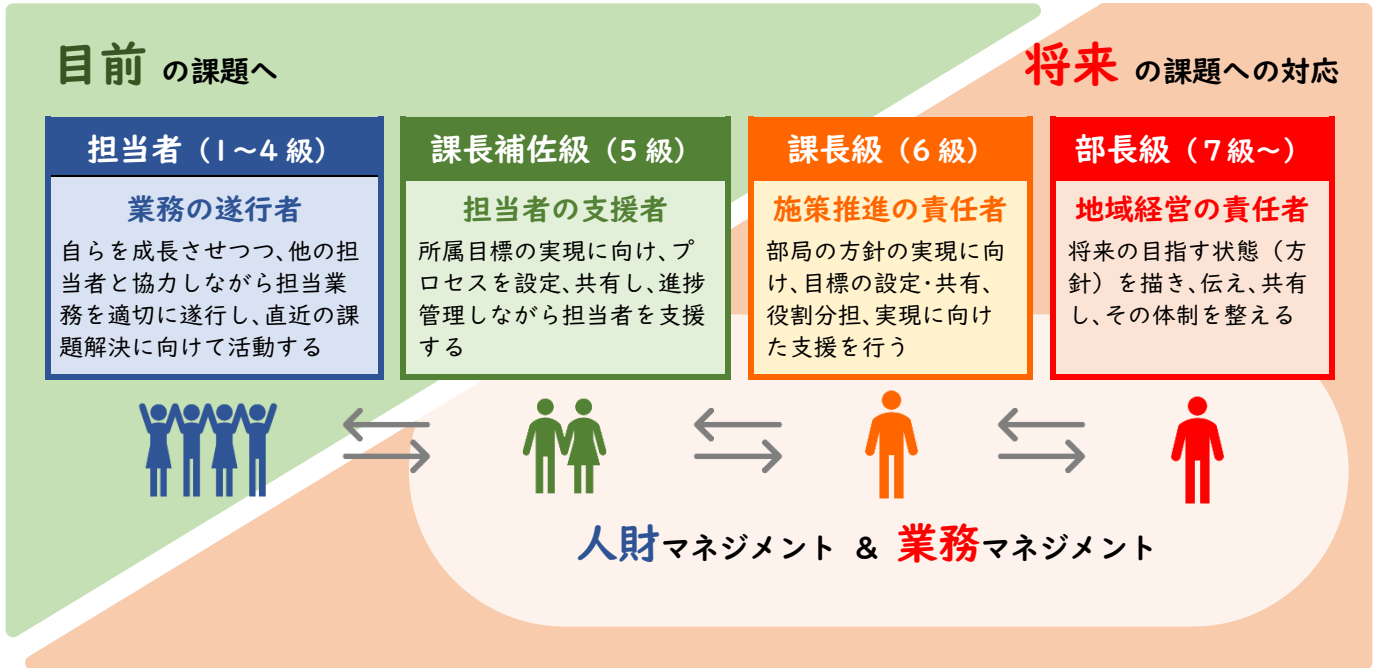 目前 の課題へ
将来 の課題への対応
担当者（1～4級）
業務の遂行者
自らを成長させつつ、他の担
当者と協力しながら担当業
務を適切に遂行し、直近の課
題解決に向けて活動する
課長補佐級（5級）
担当者の支援者
所属目標の実現に向け、プ
ロセスを設定、共有し、進捗
管理しながら担当者を支援
する
課長級（6級）
施策推進の責任者
部局の方針の実現に向
け、目標の設定・共有、
役割分担、実現に向け
た支援を行う
部長級（7級～）
地域経営の責任者
将来の目指す状態（方
針）を描き、伝え、共有
し、その体制を整える
人財マネジメント ＆ 業務マネジメント